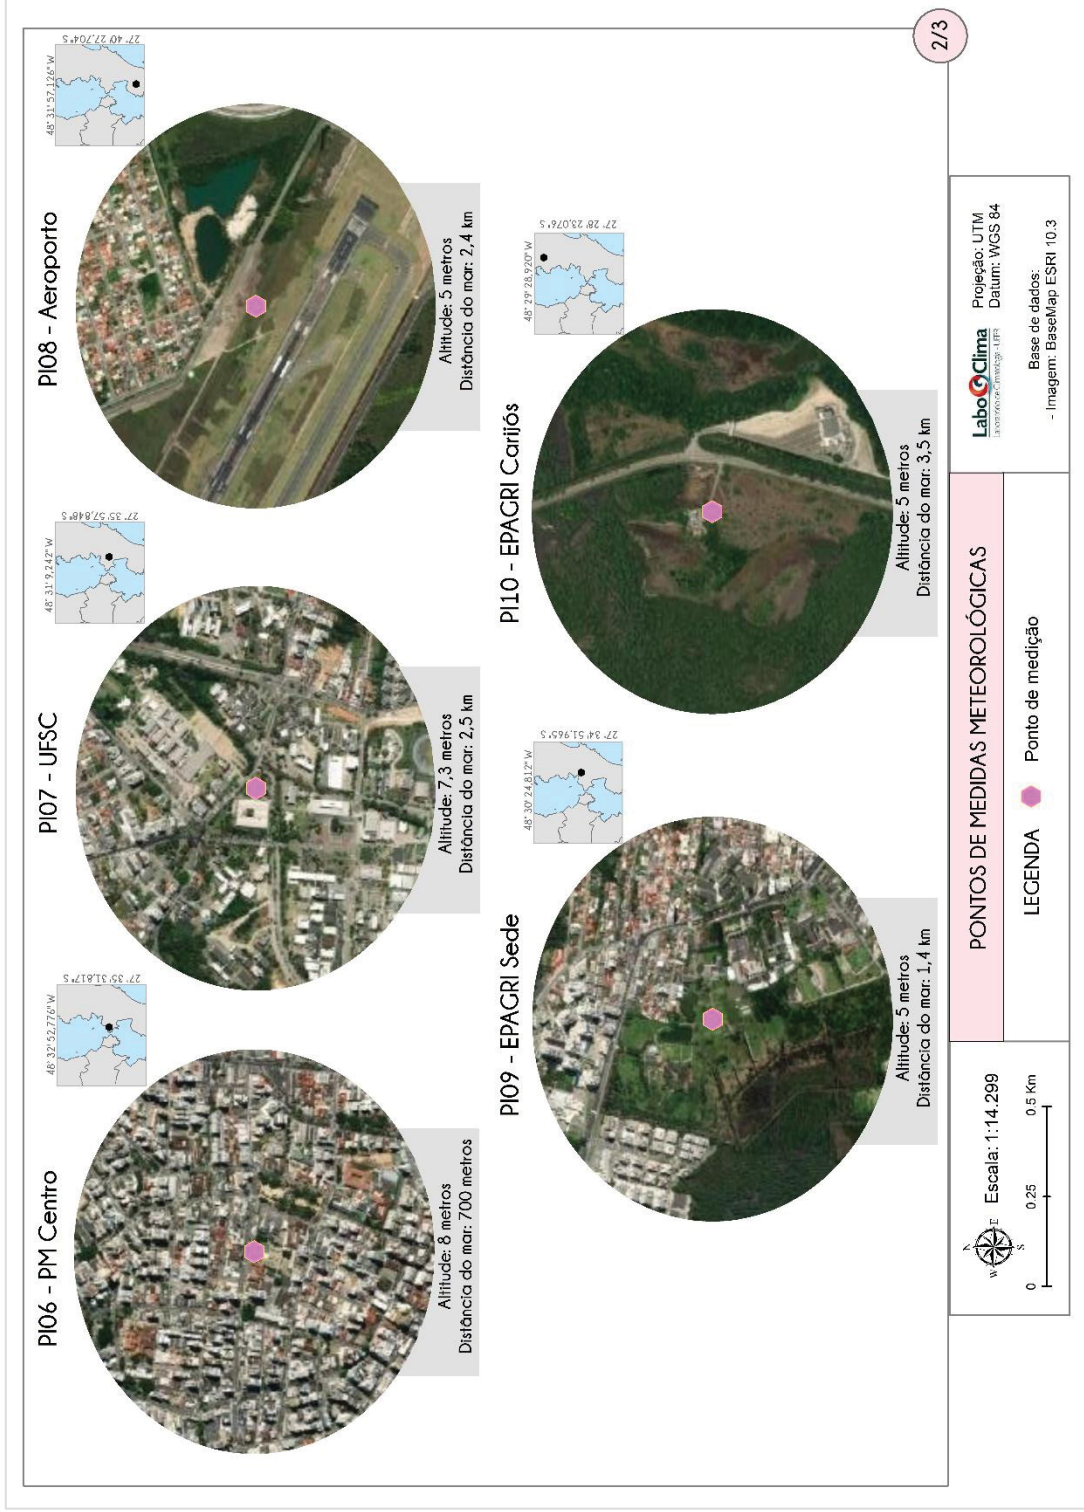 PI06 - PM Centro
48° 32' 52,776" W
27° 35' 31,817" S
Altitude: 8 metros
Distância do mar: 700 metros
PI07 - UFSC
48° 31' 9,242" W
27° 35' 57,848" S
Altitude: 7,3 metros
Distância do mar: 2,5 km
PI08 - Aeroporto
48° 31' 57,126" W
27° 40' 27,704" S
Altitude: 5 metros
Distância do mar: 2,4 km
PI09 - EPAGRI Sede
48° 30' 24,812" W
27° 34' 51,965" S
Altitude: 5 metros
Distância do mar: 1,4 km
PI10 - EPAGRI Carijós
48° 29' 28,920" W
27° 28' 23,076" S
Altitude: 5 metros
Distância do mar: 3,5 km
2/3
N
W E
S
Escala: 1:14.299
0 0.25 0.5 Km
PONTOS DE MEDIDAS METEOROLÓGICAS
LEGENDA Ponto de medição
LaboClima
Laboratório de Climatologia - UFPR
Projeção: UTM
Datum: WGS 84
Base de dados:
- Imagem: BaseMap ESRI 10.3